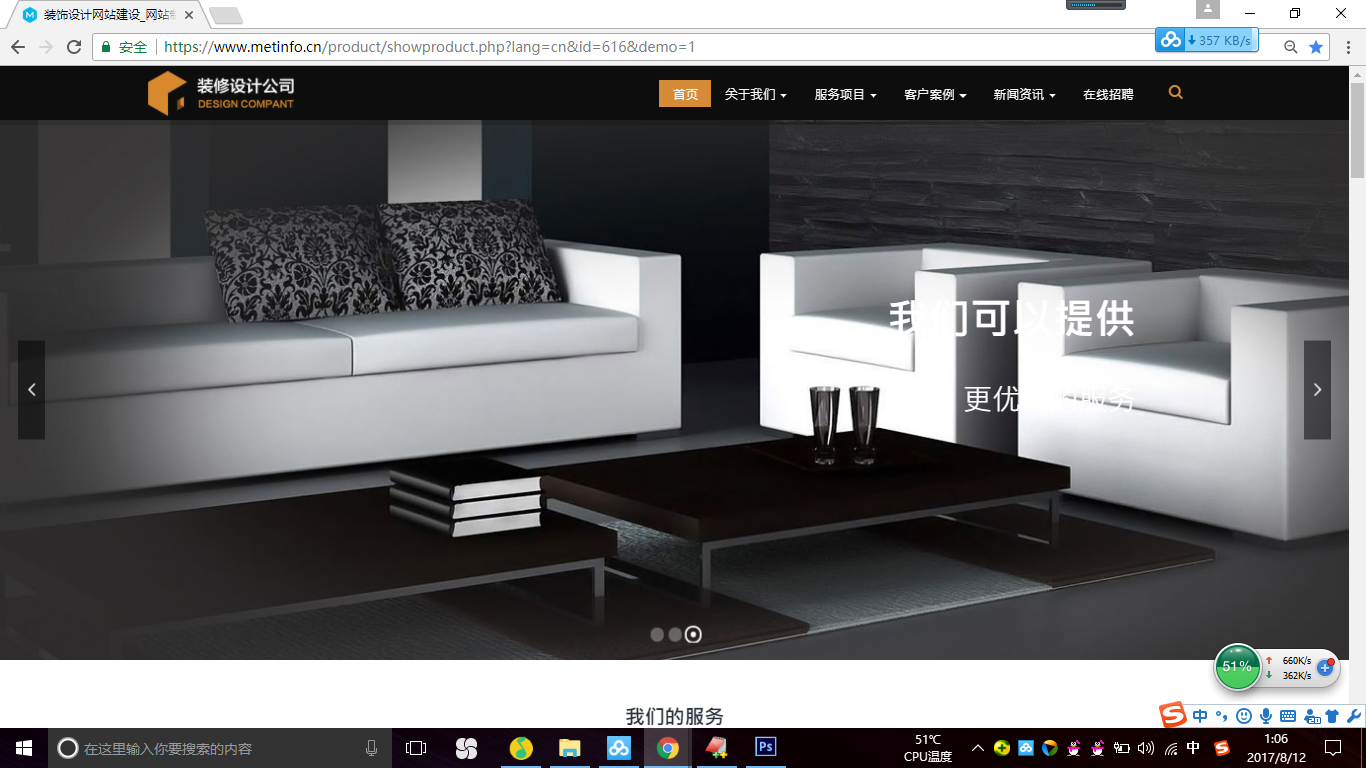 装饰设计网站建设_网站制
安全
https://www.metinfo.cn/product/showproduct.php?lang=cn&id=616&demo=1
357 KB/s
装修设计公司
DESIGN COMPANT
首页 关于我们 服务项目 客户案例 新闻资讯 在线招聘
我们可以提供
更优 的服务
51%
660K/s
362K/s
我们的服务
中
在这里输入你要搜索的内容
Ps
51℃
CPU温度
中
1:06
2017/8/12